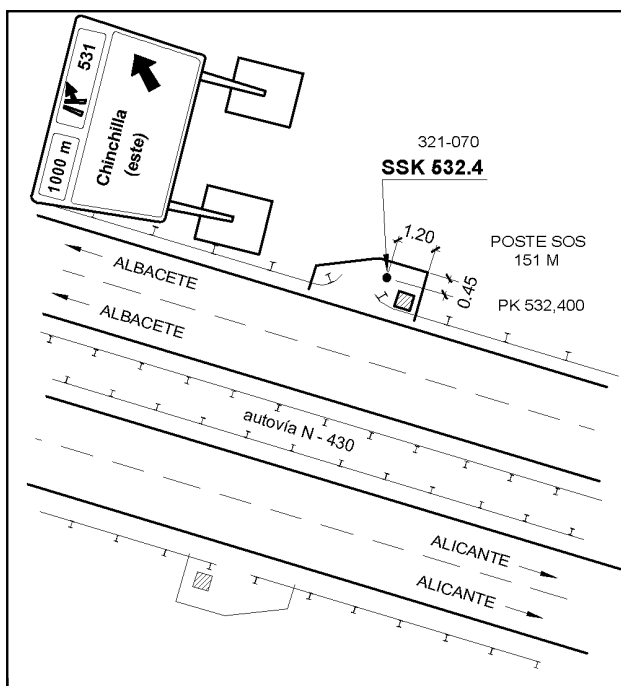 531
1000 m
Chinchilla
(este)
321-070
SSK 532.4
1.20
0.45
POSTE SOS
151 M
PK 532,400
ALBACETE
ALBACETE
autovía N - 430
ALICANTE
ALICANTE